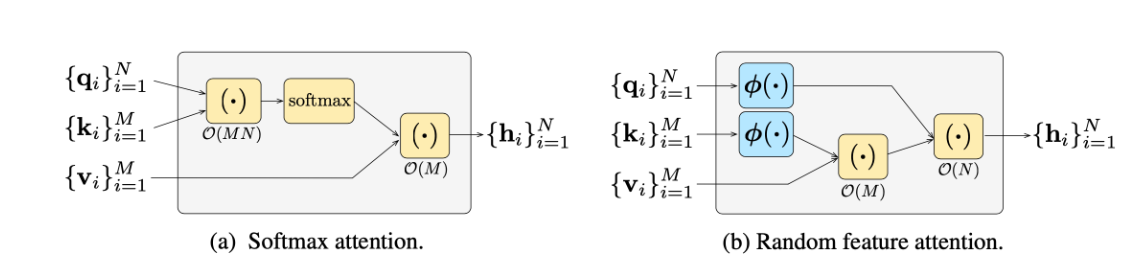 {q_i}_{i=1}^N
{k_i}_{i=1}^M
{v_i}_{i=1}^M
(·)
O(MN)
softmax
(·)
O(M)
{h_i}_{i=1}^N
(a) Softmax attention.
{q_i}_{i=1}^N
{k_i}_{i=1}^M
{v_i}_{i=1}^M
ϕ(·)
ϕ(·)
(·)
O(M)
(·)
O(N)
{h_i}_{i=1}^N
(b) Random feature attention.